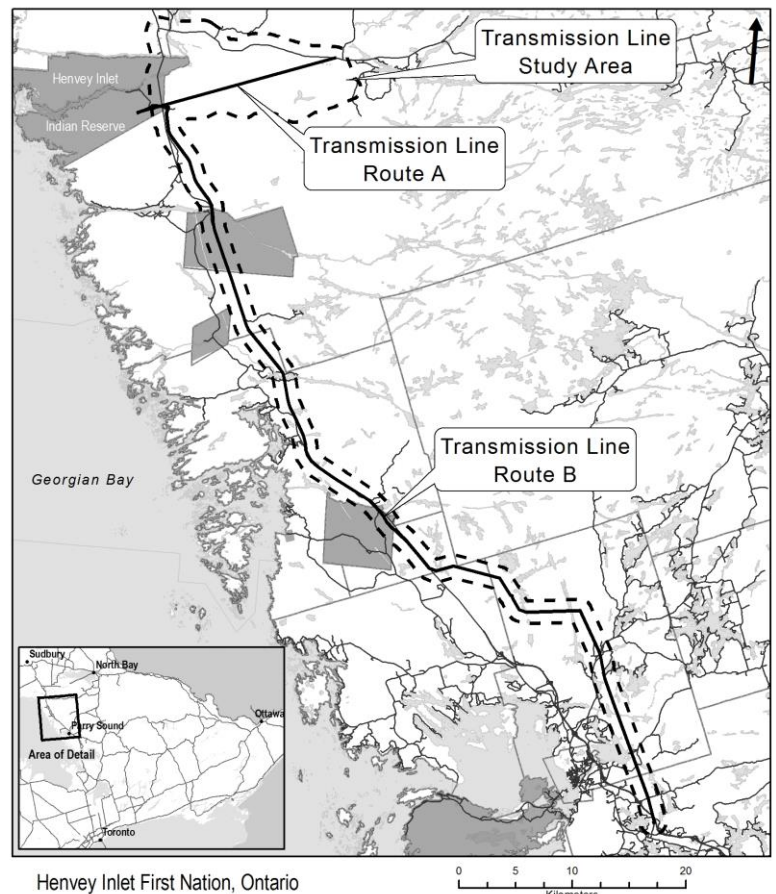 Transmission Line
Study Area
Henvey Inlet
Indian Reserve
Transmission Line
Route A
Transmission Line
Route B
Georgian Bay
Sudbury
North Bay
Ottawa
Parry Sound
Area of Detail
Toronto
Henvey Inlet First Nation, Ontario
0 5 10 20
Kilometers